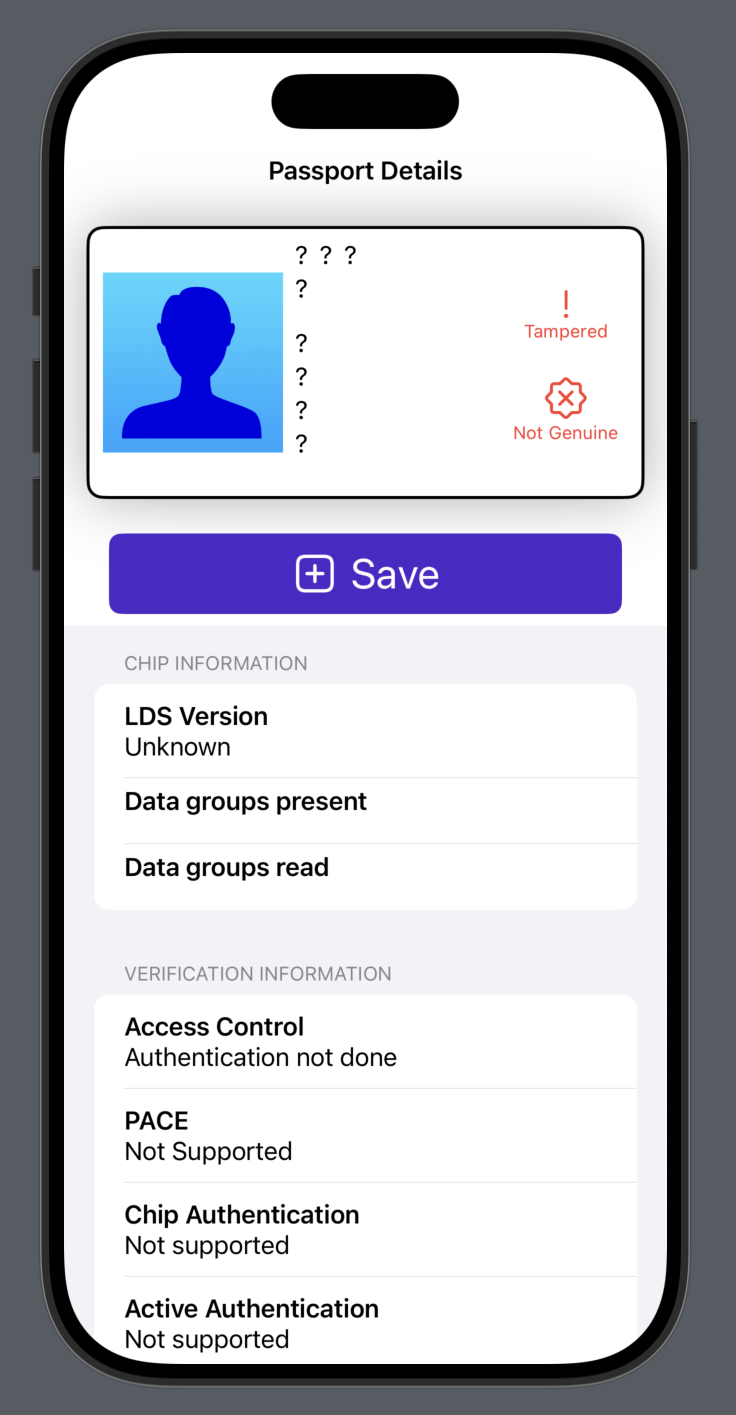 Passport Details
? ? ?
?
?
?
?
?
!
Tampered
Not Genuine
Save
CHIP INFORMATION
LDS Version
Unknown
Data groups present
Data groups read
VERIFICATION INFORMATION
Access Control
Authentication not done
PACE
Not Supported
Chip Authentication
Not supported
Active Authentication
Not supported